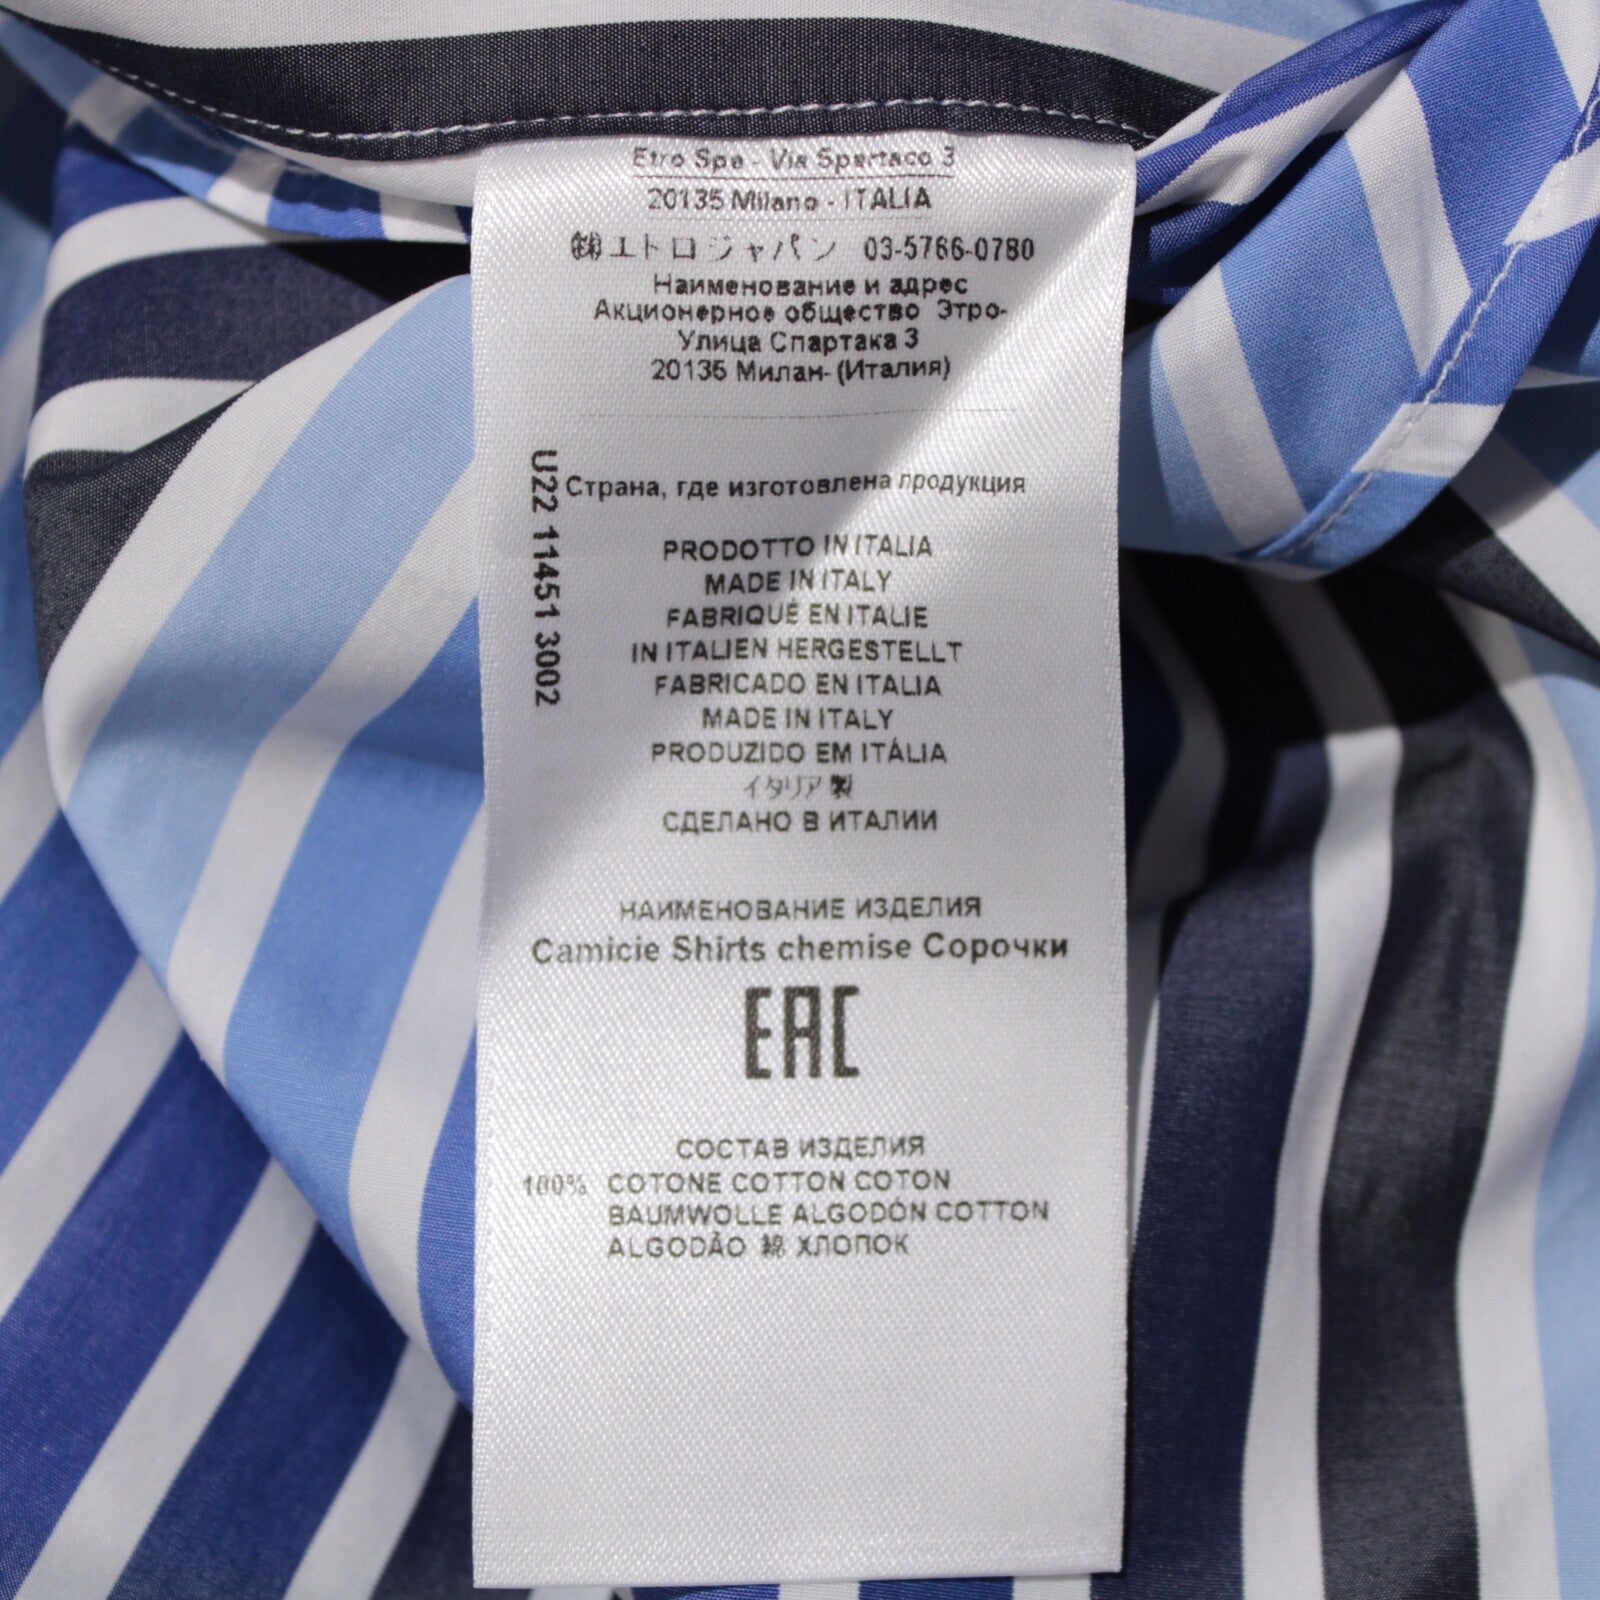 Etro Spa - Via Spartaco 3
20135 Milano - ITALIA
㈱エトロジャパン 03-5766-0780
Наименование и адрес
Акционерное общество Этро-
Улица Спартака 3
20135 Милан- (Италия)
U22 11451 3002
Страна, где изготовлена продукция
PRODOTTO IN ITALIA
MADE IN ITALY
FABRIQUÉ EN ITALIE
IN ITALIEN HERGESTELLT
FABRICADO EN ITALIA
MADE IN ITALY
PRODUZIDO EM ITÁLIA
イタリア製
СДЕЛАНО В ИТАЛИИ
НАИМЕНОВАНИЕ ИЗДЕЛИЯ
Camicie Shirts chemise Сорочки
EAC
СОСТАВ ИЗДЕЛИЯ
100% COTONE COTTON COTON
BAUMWOLLE ALGODÓN COTTON
ALGODÃO 綿 ХЛОПОК